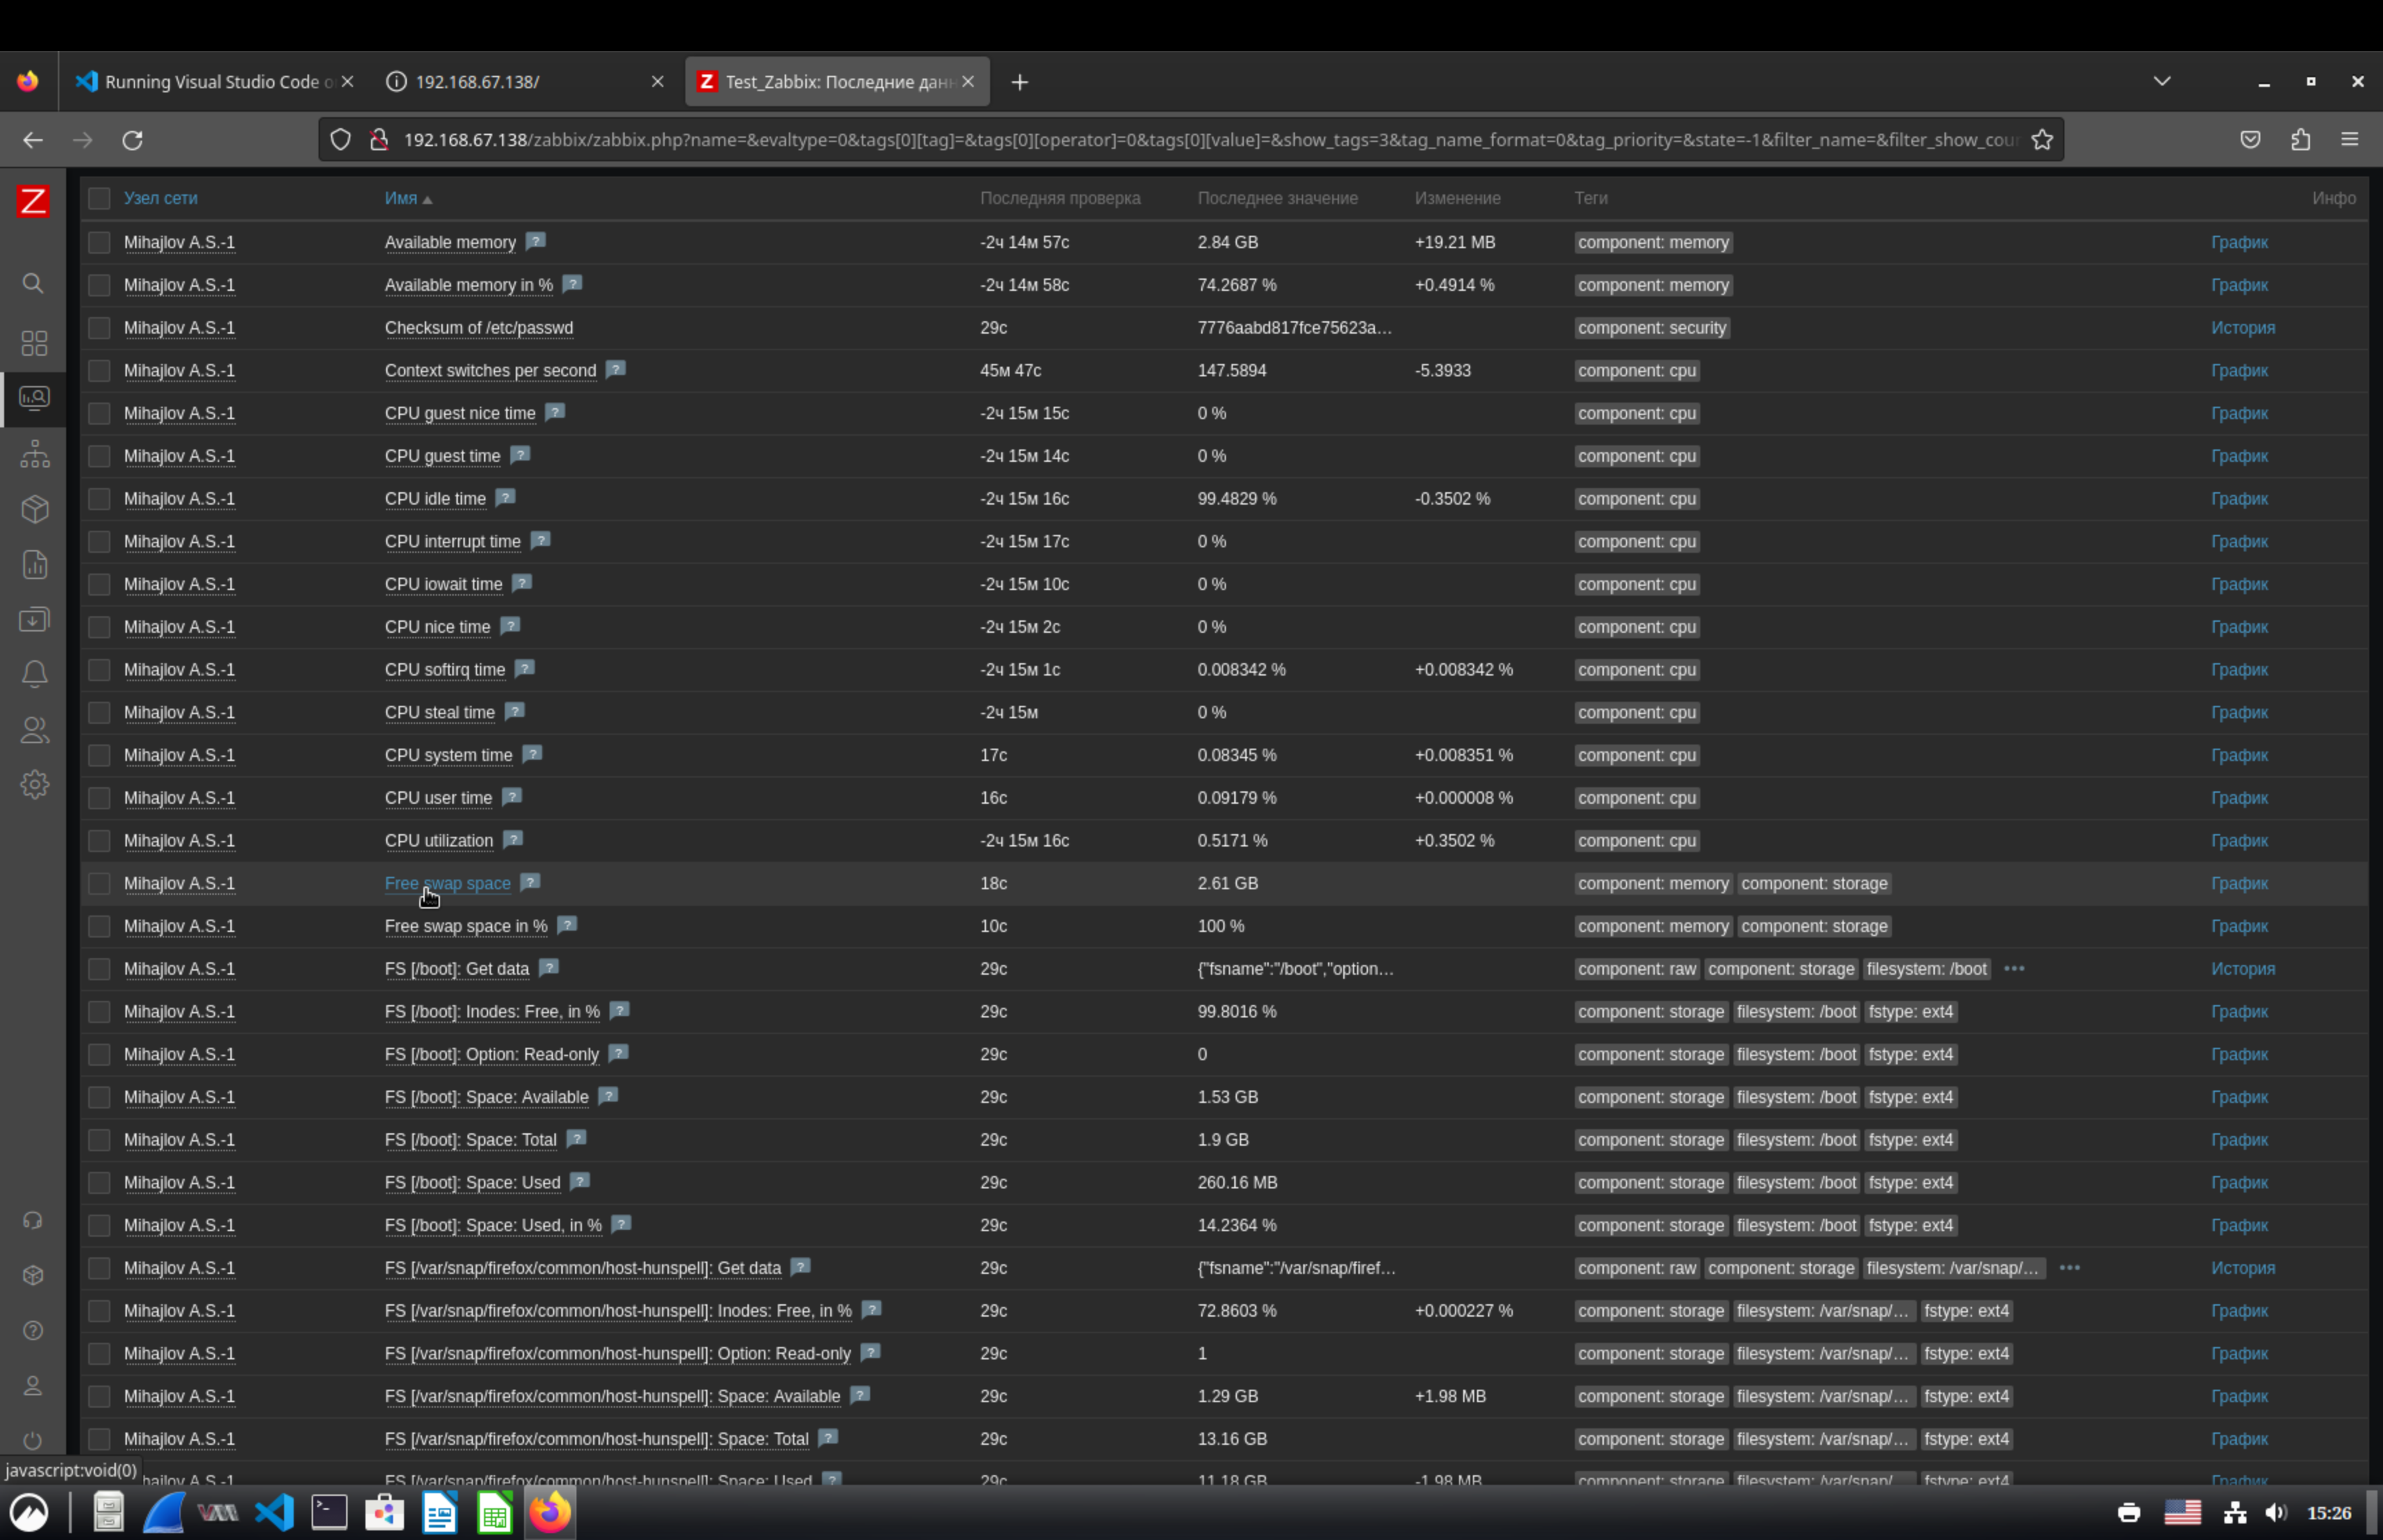 Running Visual Studio Code o
192.168.67.138/
Test_Zabbix: Последние дан
192.168.67.138/zabbix/zabbix.php?name=&evaltype=0&tags[0][tag]=&tags[0][operator]=0&tags[0][value]=&show_tags=3&tag_name_format=0&tag_priority=&state=-1&filter_name=&filter_show_cou
Z
Узел сети Имя Последняя проверка Последнее значение Изменение Теги Инфо
Mihajlov A.S.-1 Available memory ? -2ч 14м 57с 2.84 GB +19.21 MB component: memory График
Mihajlov A.S.-1 Available memory in % ? -2ч 14м 58с 74.2687 % +0.4914 % component: memory График
Mihajlov A.S.-1 Checksum of /etc/passwd 29с 7776aabd817fce75623a... component: security История
Mihajlov A.S.-1 Context switches per second ? 45м 47с 147.5894 -5.3933 component: cpu График
Mihajlov A.S.-1 CPU guest nice time ? -2ч 15м 15с 0 % component: cpu График
Mihajlov A.S.-1 CPU guest time ? -2ч 15м 14с 0 % component: cpu График
Mihajlov A.S.-1 CPU idle time ? -2ч 15м 16с 99.4829 % -0.3502 % component: cpu График
Mihajlov A.S.-1 CPU interrupt time ? -2ч 15м 17с 0 % component: cpu График
Mihajlov A.S.-1 CPU iowait time ? -2ч 15м 10с 0 % component: cpu График
Mihajlov A.S.-1 CPU nice time ? -2ч 15м 2с 0 % component: cpu График
Mihajlov A.S.-1 CPU softirq time ? -2ч 15м 1с 0.008342 % +0.008342 % component: cpu График
Mihajlov A.S.-1 CPU steal time ? -2ч 15м 0 % component: cpu График
Mihajlov A.S.-1 CPU system time ? 17с 0.08345 % +0.008351 % component: cpu График
Mihajlov A.S.-1 CPU user time ? 16с 0.09179 % +0.000008 % component: cpu График
Mihajlov A.S.-1 CPU utilization ? -2ч 15м 16с 0.5171 % +0.3502 % component: cpu График
Mihajlov A.S.-1 Free swap space ? 18с 2.61 GB component: memory component: storage График
Mihajlov A.S.-1 Free swap space in % ? 10с 100 % component: memory component: storage График
Mihajlov A.S.-1 FS [/boot]: Get data ? 29с {"fsname":"/boot","option... component: raw component: storage filesystem: /boot ••• История
Mihajlov A.S.-1 FS [/boot]: Inodes: Free, in % ? 29с 99.8016 % component: storage filesystem: /boot fstype: ext4 График
Mihajlov A.S.-1 FS [/boot]: Option: Read-only ? 29с 0 component: storage filesystem: /boot fstype: ext4 График
Mihajlov A.S.-1 FS [/boot]: Space: Available ? 29с 1.53 GB component: storage filesystem: /boot fstype: ext4 График
Mihajlov A.S.-1 FS [/boot]: Space: Total ? 29с 1.9 GB component: storage filesystem: /boot fstype: ext4 График
Mihajlov A.S.-1 FS [/boot]: Space: Used ? 29с 260.16 MB component: storage filesystem: /boot fstype: ext4 График
Mihajlov A.S.-1 FS [/boot]: Space: Used, in % ? 29с 14.2364 % component: storage filesystem: /boot fstype: ext4 График
Mihajlov A.S.-1 FS [/var/snap/firefox/common/host-hunspell]: Get data ? 29с {"fsname":"/var/snap/firef... component: raw component: storage filesystem: /var/snap/... ••• История
Mihajlov A.S.-1 FS [/var/snap/firefox/common/host-hunspell]: Inodes: Free, in % ? 29с 72.8603 % +0.000227 % component: storage filesystem: /var/snap/... fstype: ext4 График
Mihajlov A.S.-1 FS [/var/snap/firefox/common/host-hunspell]: Option: Read-only ? 29с 1 component: storage filesystem: /var/snap/... fstype: ext4 График
Mihajlov A.S.-1 FS [/var/snap/firefox/common/host-hunspell]: Space: Available ? 29с 1.29 GB +1.98 MB component: storage filesystem: /var/snap/... fstype: ext4 График
Mihajlov A.S.-1 FS [/var/snap/firefox/common/host-hunspell]: Space: Total ? 29с 13.16 GB component: storage filesystem: /var/snap/... fstype: ext4 График
javascript:void(0)
hajlov A.S.-1 FS [/var/snap/firefox/common/host-hunspell]: Space: Used ? 29с 11.18 GB -1.98 MB component: storage filesystem: /var/snap/... fstype: ext4 График
15:26